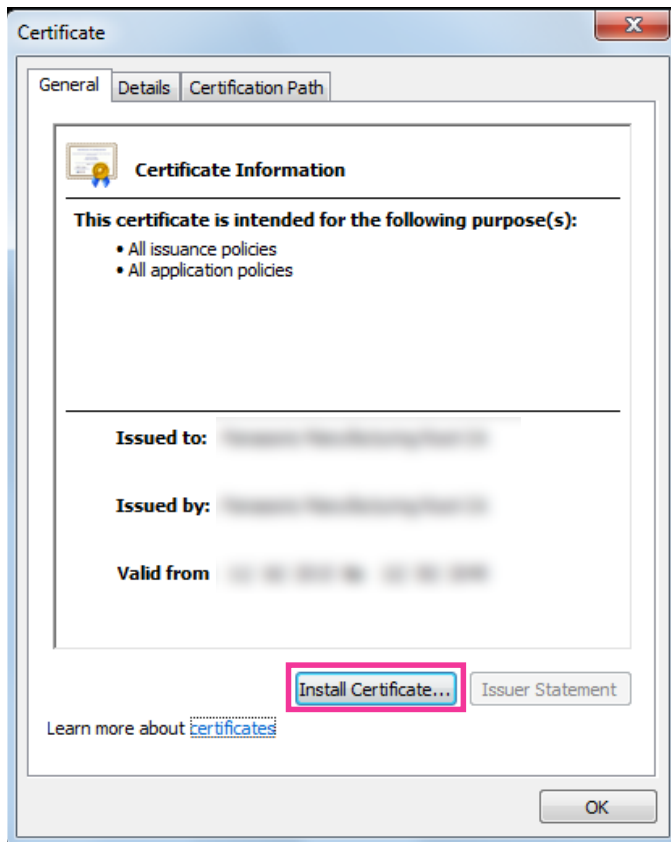 Certificate
General Details Certification Path
Certificate Information
This certificate is intended for the following purpose(s):
• All issuance policies
• All application policies
Issued to:
Issued by:
Valid from
Install Certificate... Issuer Statement
Learn more about certificates
OK